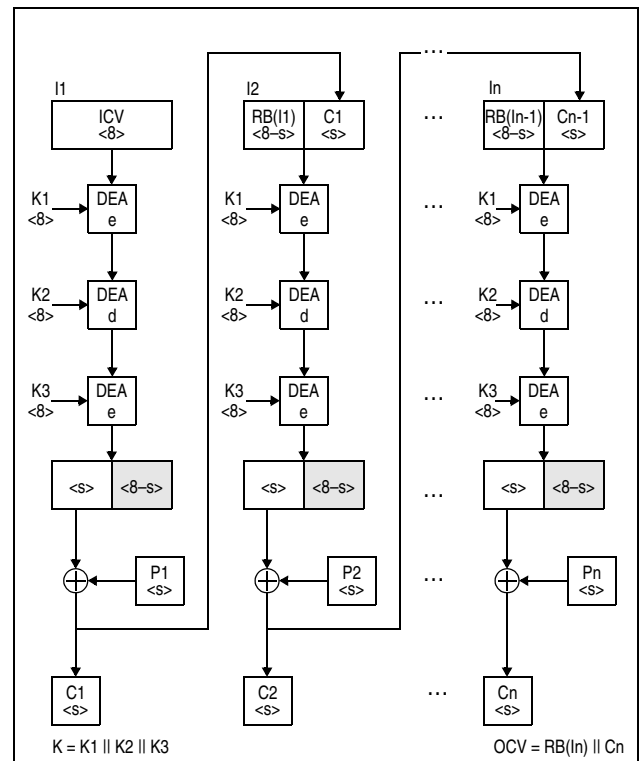 ...
I1 I2 In
ICV RB(I1) C1 ... RB(In-1) Cn-1
<8> <8–s> <s> <8–s> <s>
K1 DEA K1 DEA ... K1 DEA
<8> e <8> e <8> e
K2 DEA K2 DEA ... K2 DEA
<8> d <8> d <8> d
K3 DEA K3 DEA ... K3 DEA
<8> e <8> e <8> e
<s> <8–s> <s> <8–s> ... <s> <8–s>
P1 P2 ... Pn
<s> <s> <s>
C1 C2 ... Cn
<s> <s> <s>
K = K1 || K2 || K3 OCV = RB(In) || Cn